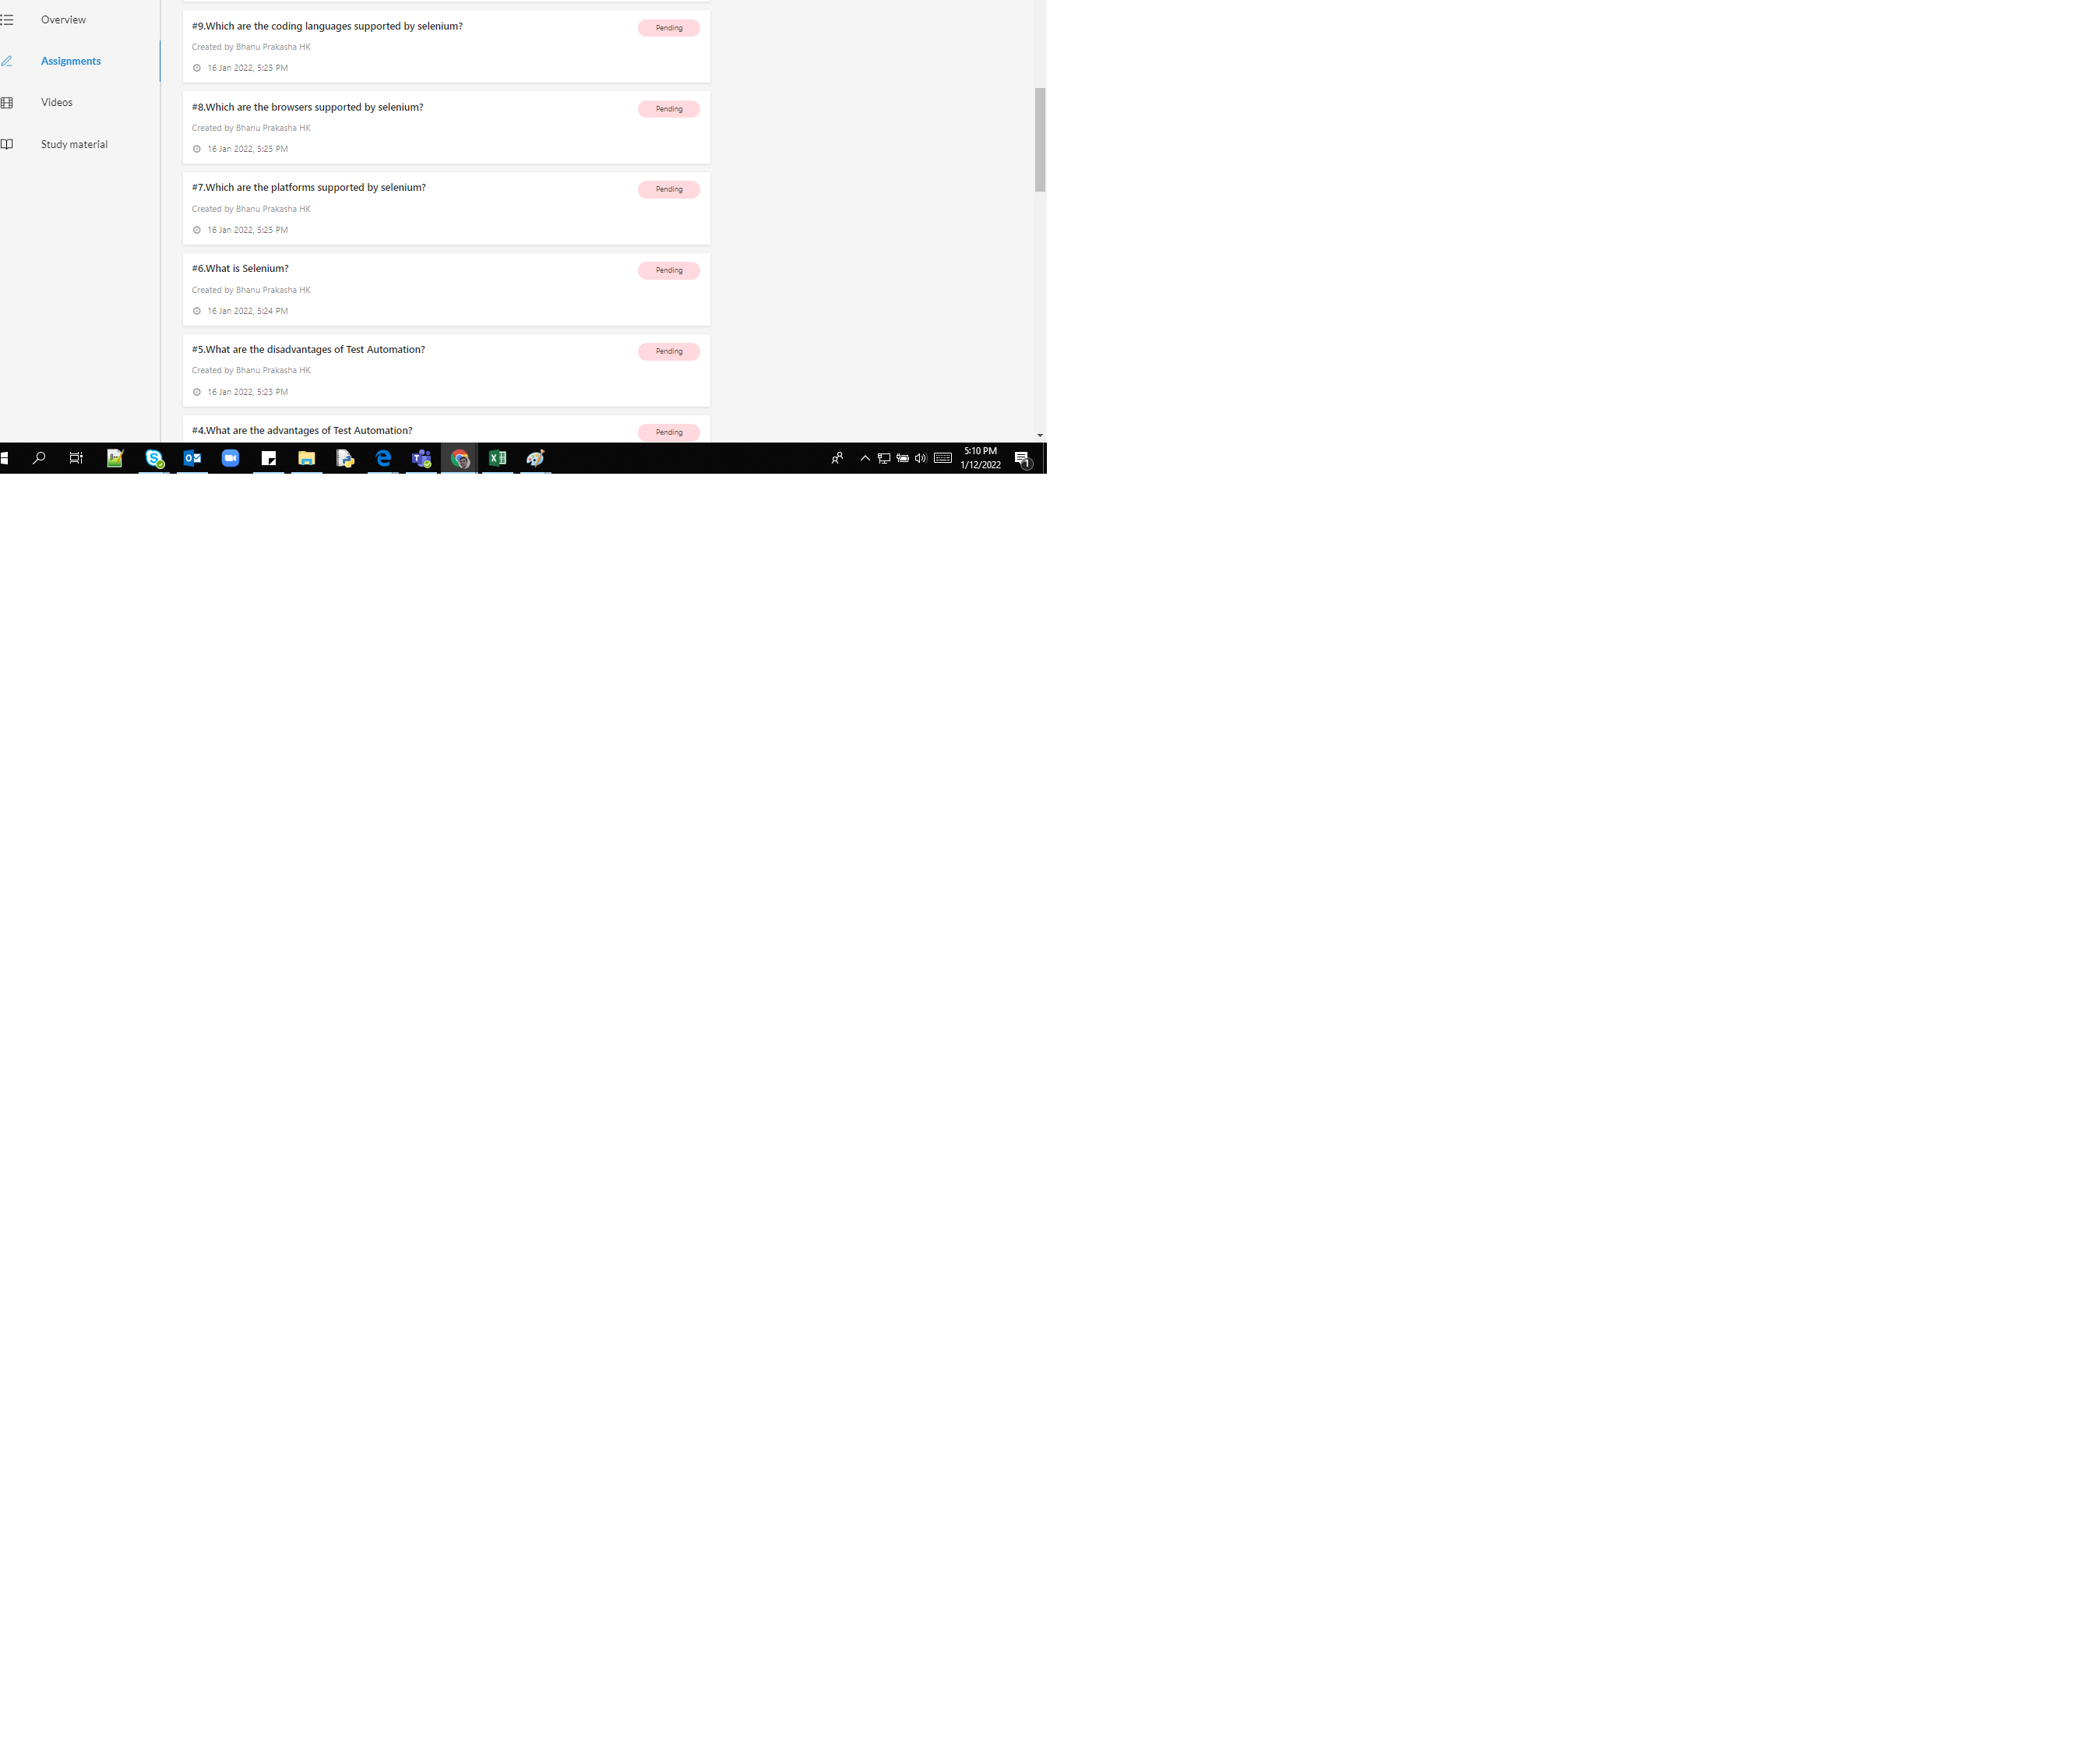 Overview
Assignments
Videos
Study material
#9.Which are the coding languages supported by selenium?
Pending
Created by Bhanu Prakasha HK
16 Jan 2022, 5:25 PM
#8.Which are the browsers supported by selenium?
Pending
Created by Bhanu Prakasha HK
16 Jan 2022, 5:25 PM
#7.Which are the platforms supported by selenium?
Pending
Created by Bhanu Prakasha HK
16 Jan 2022, 5:25 PM
#6.What is Selenium?
Pending
Created by Bhanu Prakasha HK
16 Jan 2022, 5:24 PM
#5.What are the disadvantages of Test Automation?
Pending
Created by Bhanu Prakasha HK
16 Jan 2022, 5:23 PM
#4.What are the advantages of Test Automation?
Pending
5:10 PM
1/12/2022
1